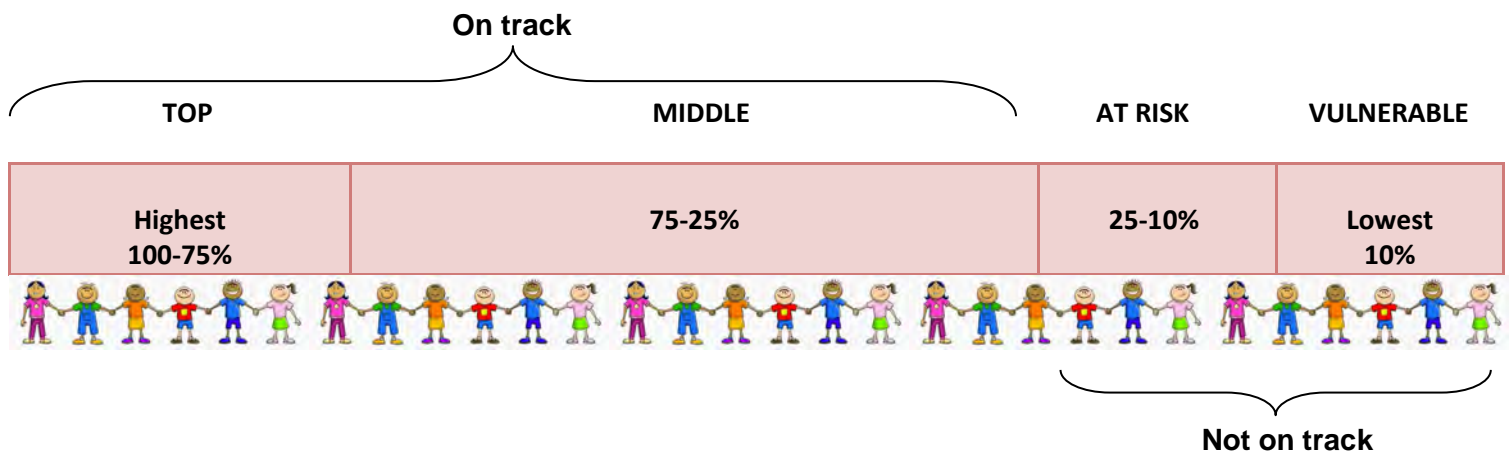 On track
TOP MIDDLE AT RISK VULNERABLE
Highest 75-25% 25-10% Lowest
100-75% 10%
Not on track